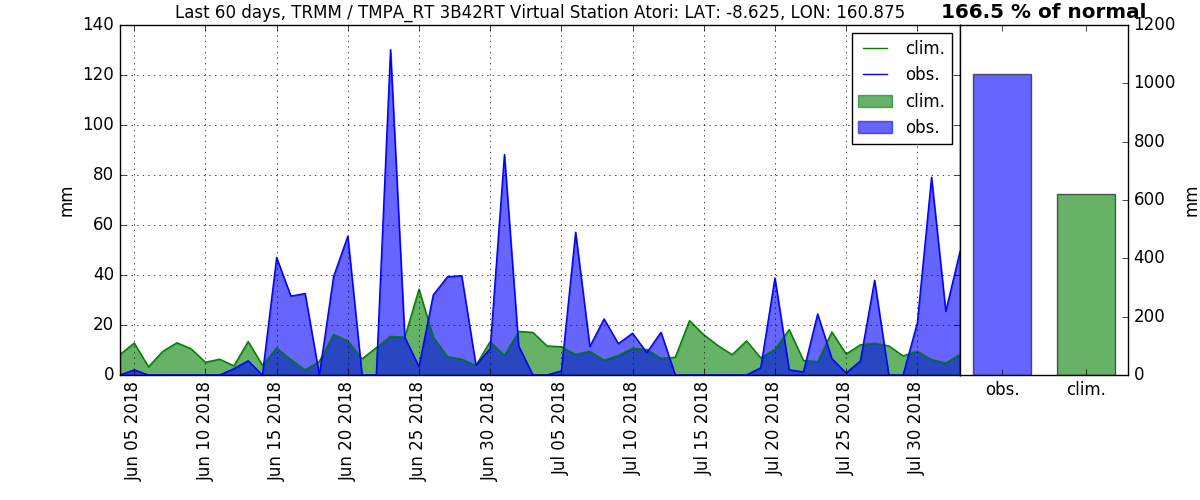 Last 60 days, TRMM / TMPA_RT 3B42RT Virtual Station Atori: LAT: -8.625, LON: 160.875
166.5 % of normal
mm
140
120
100
80
60
40
20
0
clim.
obs.
clim.
obs.
Jun 05 2018
Jun 10 2018
Jun 15 2018
Jun 20 2018
Jun 25 2018
Jun 30 2018
Jul 05 2018
Jul 10 2018
Jul 15 2018
Jul 20 2018
Jul 25 2018
Jul 30 2018
1200
1000
800
600
400
200
0
mm
obs.
clim.